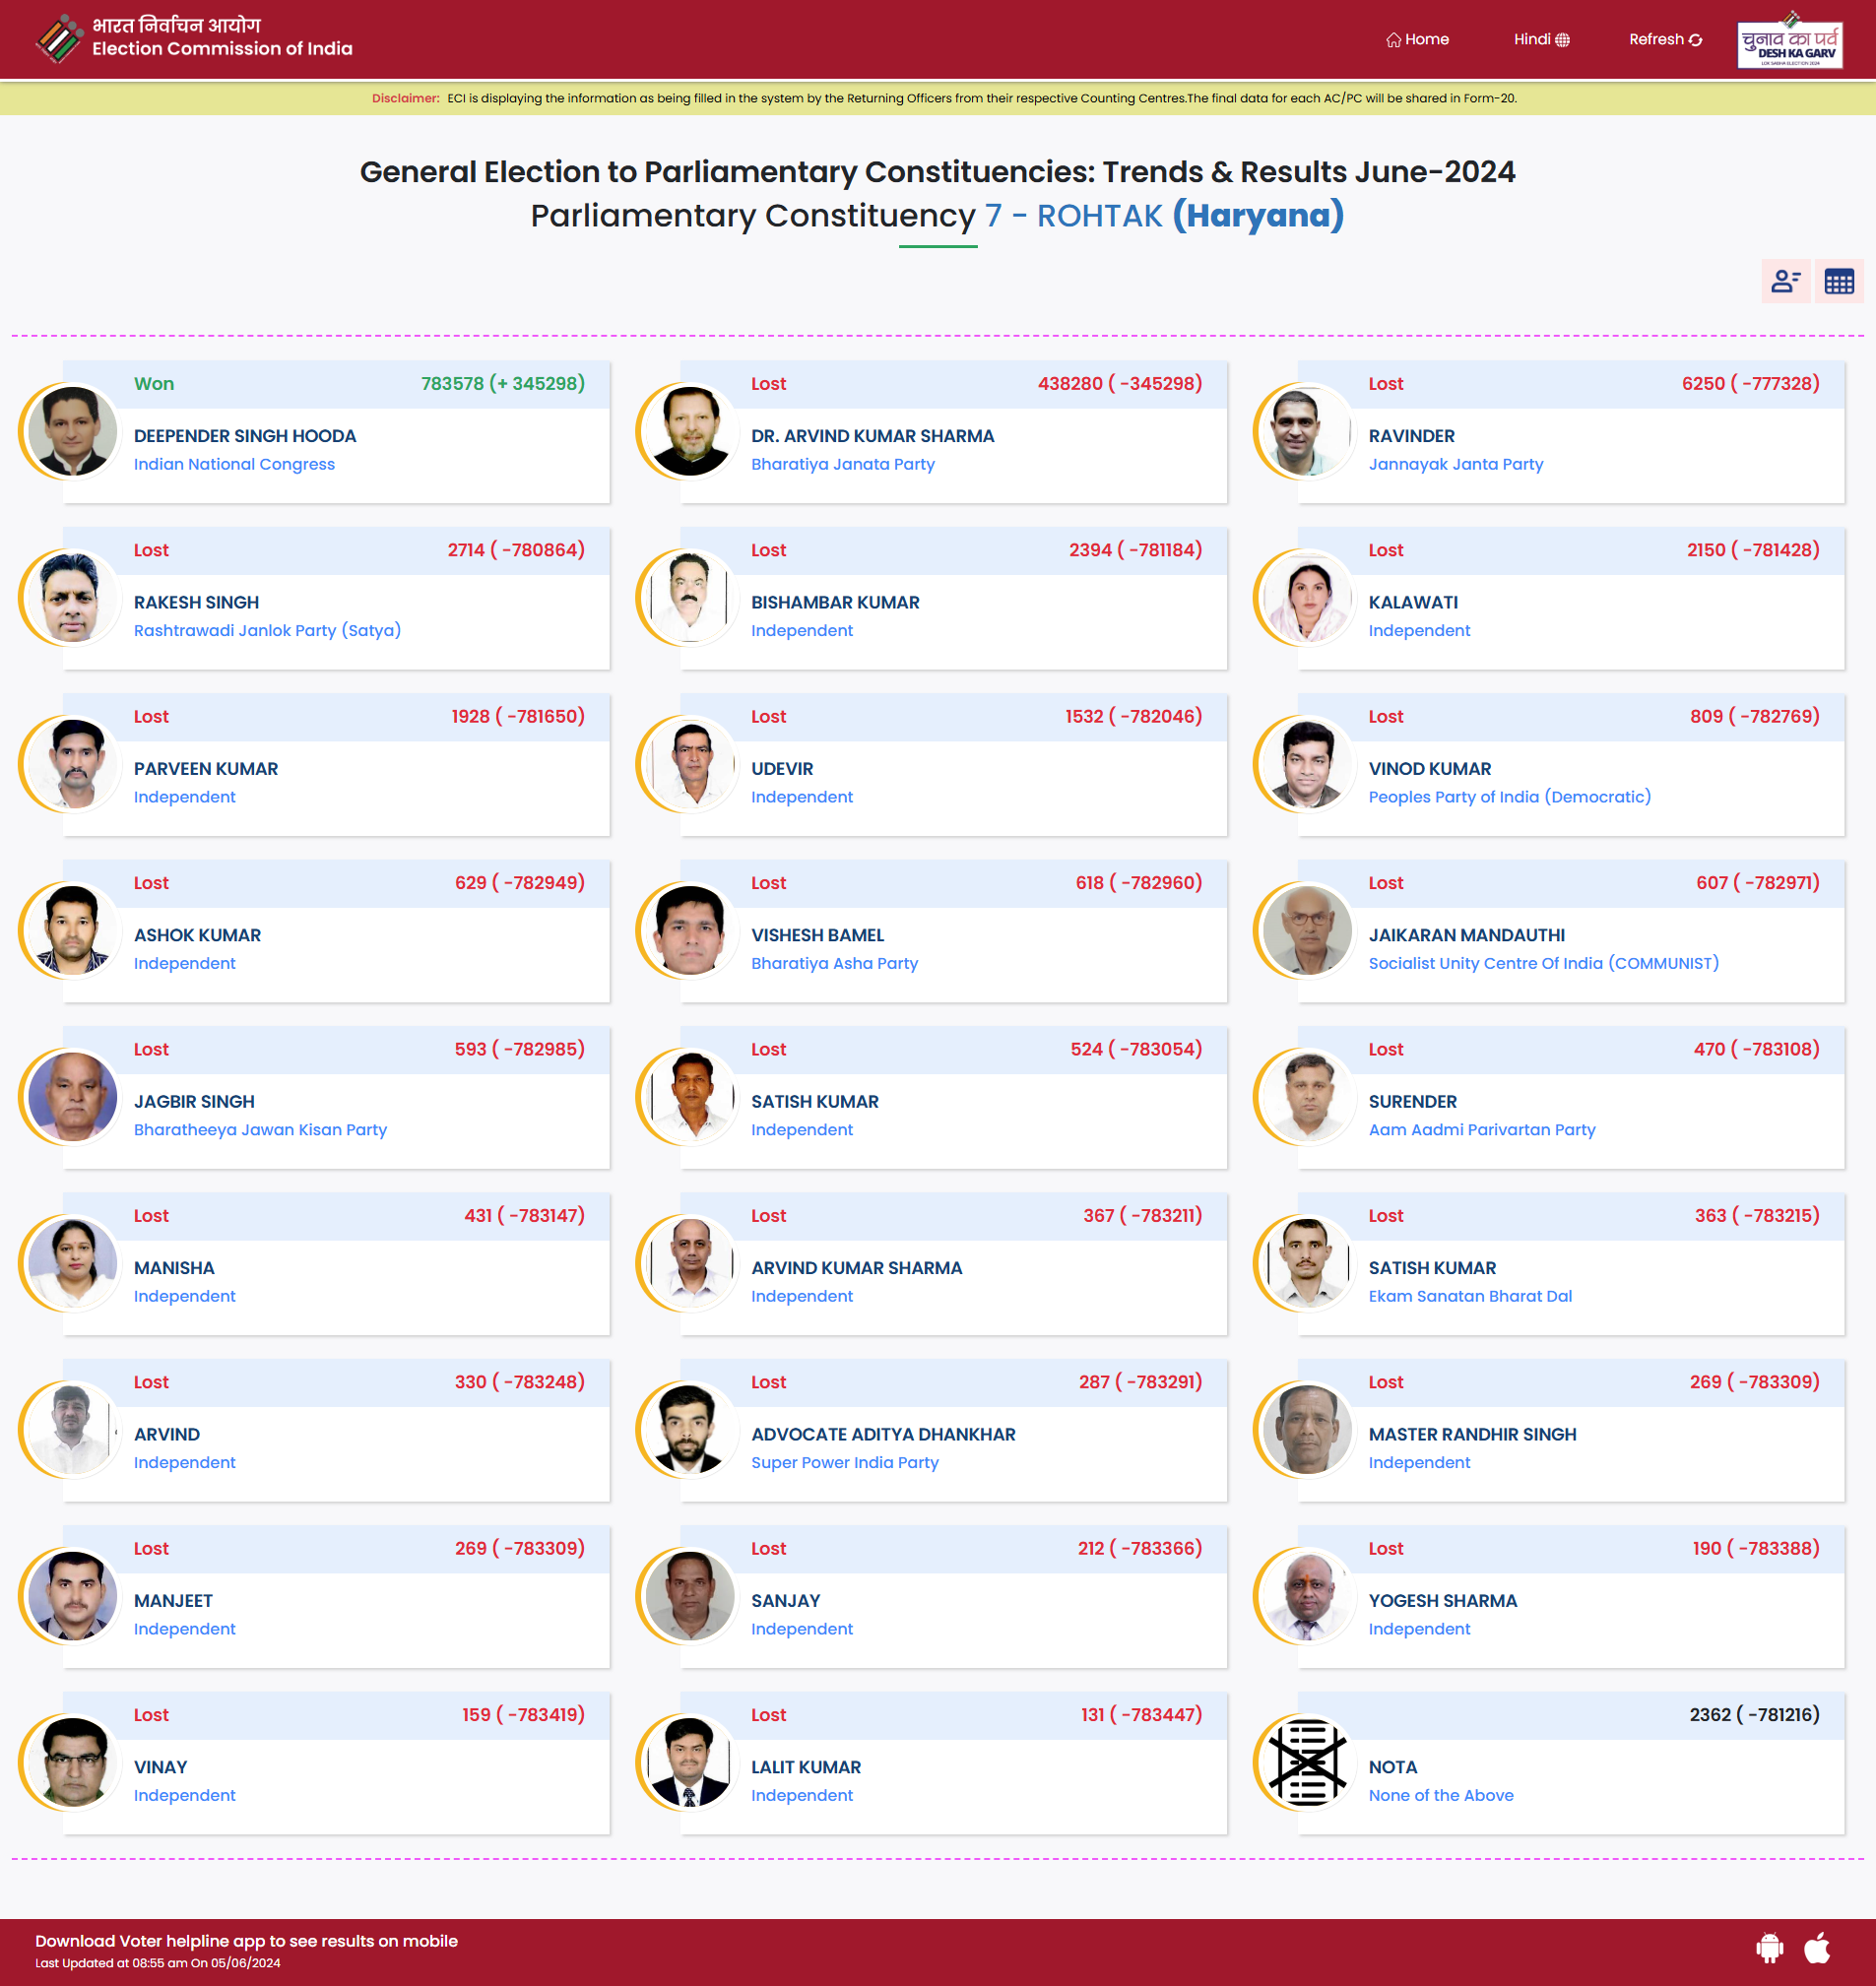 भारत निर्वाचन आयोग
Election Commission of India
Home
Hindi
Refresh
चुनाव का पर्व
DESH KA GARV
LOK SABHA ELECTION 2024
Disclaimer: ECI is displaying the information as being filled in the system by the Returning Officers from their respective Counting Centres.The final data for each AC/PC will be shared in Form-20.
General Election to Parliamentary Constituencies: Trends & Results June-2024
Parliamentary Constituency 7 - ROHTAK (Haryana)
Won 783578 (+ 345298)
DEEPENDER SINGH HOODA
Indian National Congress
Lost 438280 ( -345298)
DR. ARVIND KUMAR SHARMA
Bharatiya Janata Party
Lost 6250 ( -777328)
RAVINDER
Jannayak Janta Party
Lost 2714 ( -780864)
RAKESH SINGH
Rashtrawadi Janlok Party (Satya)
Lost 2394 ( -781184)
BISHAMBAR KUMAR
Independent
Lost 2150 ( -781428)
KALAWATI
Independent
Lost 1928 ( -781650)
PARVEEN KUMAR
Independent
Lost 1532 ( -782046)
UDEVIR
Independent
Lost 809 ( -782769)
VINOD KUMAR
Peoples Party of India (Democratic)
Lost 629 ( -782949)
ASHOK KUMAR
Independent
Lost 618 ( -782960)
VISHESH BAMEL
Bharatiya Asha Party
Lost 607 ( -782971)
JAIKARAN MANDAUTHI
Socialist Unity Centre Of India (COMMUNIST)
Lost 593 ( -782985)
JAGBIR SINGH
Bharatheeya Jawan Kisan Party
Lost 524 ( -783054)
SATISH KUMAR
Independent
Lost 470 ( -783108)
SURENDER
Aam Aadmi Parivartan Party
Lost 431 ( -783147)
MANISHA
Independent
Lost 367 ( -783211)
ARVIND KUMAR SHARMA
Independent
Lost 363 ( -783215)
SATISH KUMAR
Ekam Sanatan Bharat Dal
Lost 330 ( -783248)
ARVIND
Independent
Lost 287 ( -783291)
ADVOCATE ADITYA DHANKHAR
Super Power India Party
Lost 269 ( -783309)
MASTER RANDHIR SINGH
Independent
Lost 269 ( -783309)
MANJEET
Independent
Lost 212 ( -783366)
SANJAY
Independent
Lost 190 ( -783388)
YOGESH SHARMA
Independent
Lost 159 ( -783419)
VINAY
Independent
Lost 131 ( -783447)
LALIT KUMAR
Independent
2362 ( -781216)
NOTA
None of the Above
Download Voter helpline app to see results on mobile
Last Updated at 08:55 am On 05/06/2024